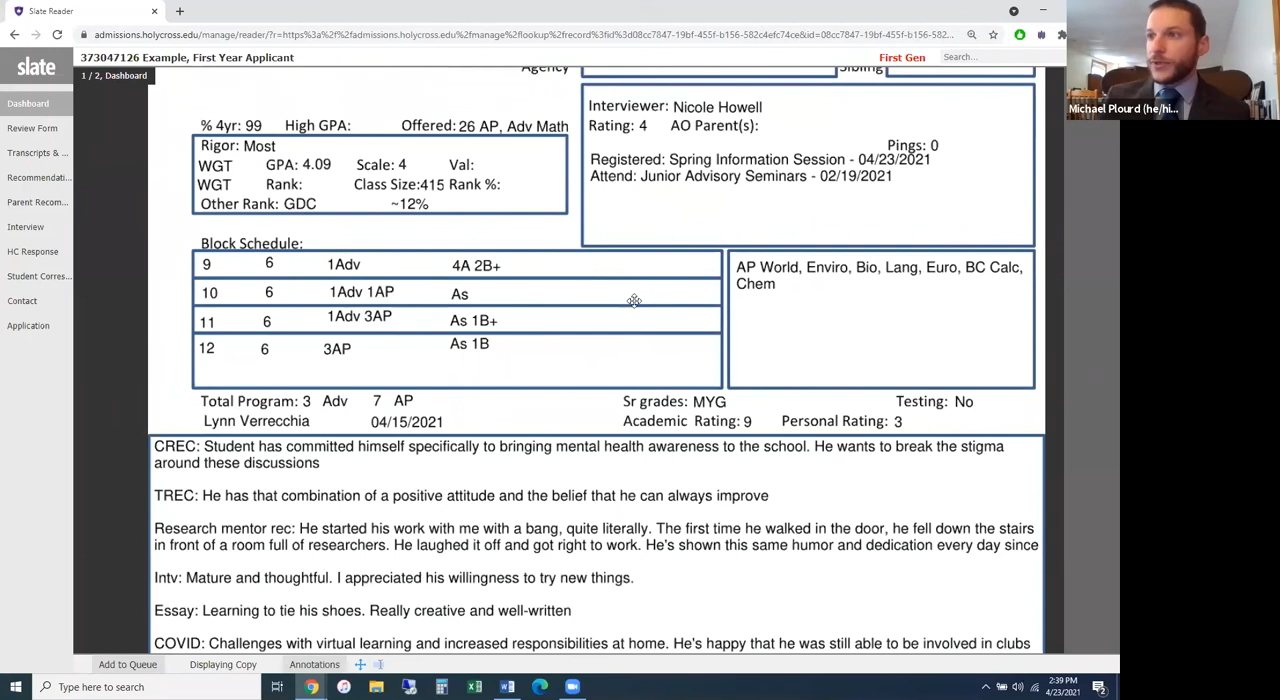 Slate Reader
admissions.holycross.edu/manage/reader/?r=https%3a%2f%2fadmissions.holycross.edu%2fmanage%2flookup%2frecord%3fid%3d08cc7847-19bf-455f-b156-582c4efc74ce&id=08cc7847-19bf-455f-b156-582c4efc74ce...
slate
373047126 Example, First Year Applicant
First Gen
Search...
1 / 2, Dashboard
Dashboard
Review Form
Transcripts & ...
Recommendati...
Parent Recom...
Interview
HC Response
Student Corres...
Contact
Application
Agency
Sibling
% 4yr: 99 High GPA: Offered: 26 AP, Adv Math
Rigor: Most
WGT GPA: 4.09 Scale: 4 Val:
WGT Rank: Class Size:415 Rank %:
Other Rank: GDC ~12%
Interviewer: Nicole Howell
Rating: 4 AO Parent(s):
Pings: 0
Registered: Spring Information Session - 04/23/2021
Attend: Junior Advisory Seminars - 02/19/2021
Block Schedule:
9 6 1Adv 4A 2B+
10 6 1Adv 1AP As
11 6 1Adv 3AP As 1B+
12 6 3AP As 1B
AP World, Enviro, Bio, Lang, Euro, BC Calc,
Chem
Total Program: 3 Adv 7 AP Sr grades: MYG Testing: No
Lynn Verrecchia 04/15/2021 Academic Rating: 9 Personal Rating: 3
CREC: Student has committed himself specifically to bringing mental health awareness to the school. He wants to break the stigma
around these discussions
TREC: He has that combination of a positive attitude and the belief that he can always improve
Research mentor rec: He started his work with me with a bang, quite literally. The first time he walked in the door, he fell down the stairs
in front of a room full of researchers. He laughed it off and got right to work. He's shown this same humor and dedication every day since
Intv: Mature and thoughtful. I appreciated his willingness to try new things.
Essay: Learning to tie his shoes. Really creative and well-written
COVID: Challenges with virtual learning and increased responsibilities at home. He's happy that he was still able to be involved in clubs
Add to Queue Displaying Copy Annotations
Michael Plourd (he/hi...
Type here to search
2:39 PM
4/23/2021
2